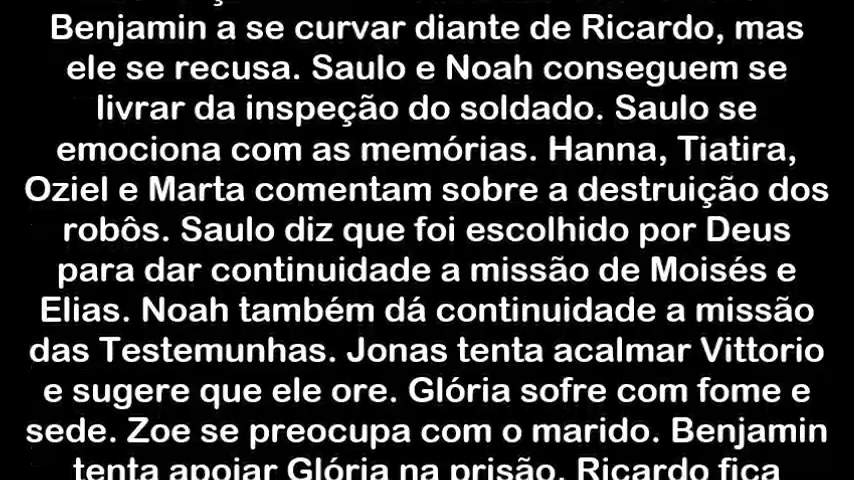 Benjamin a se curvar diante de Ricardo, mas
ele se recusa. Saulo e Noah conseguem se
livrar da inspeção do soldado. Saulo se
emociona com as memórias. Hanna, Tiatira,
Oziel e Marta comentam sobre a destruição dos
robôs. Saulo diz que foi escolhido por Deus
para dar continuidade a missão de Moisés e
Elias. Noah também dá continuidade a missão
das Testemunhas. Jonas tenta acalmar Vittorio
e sugere que ele ore. Glória sofre com fome e
sede. Zoe se preocupa com o marido. Benjamin
tenta apoiar Glória na prisão. Ricardo fica